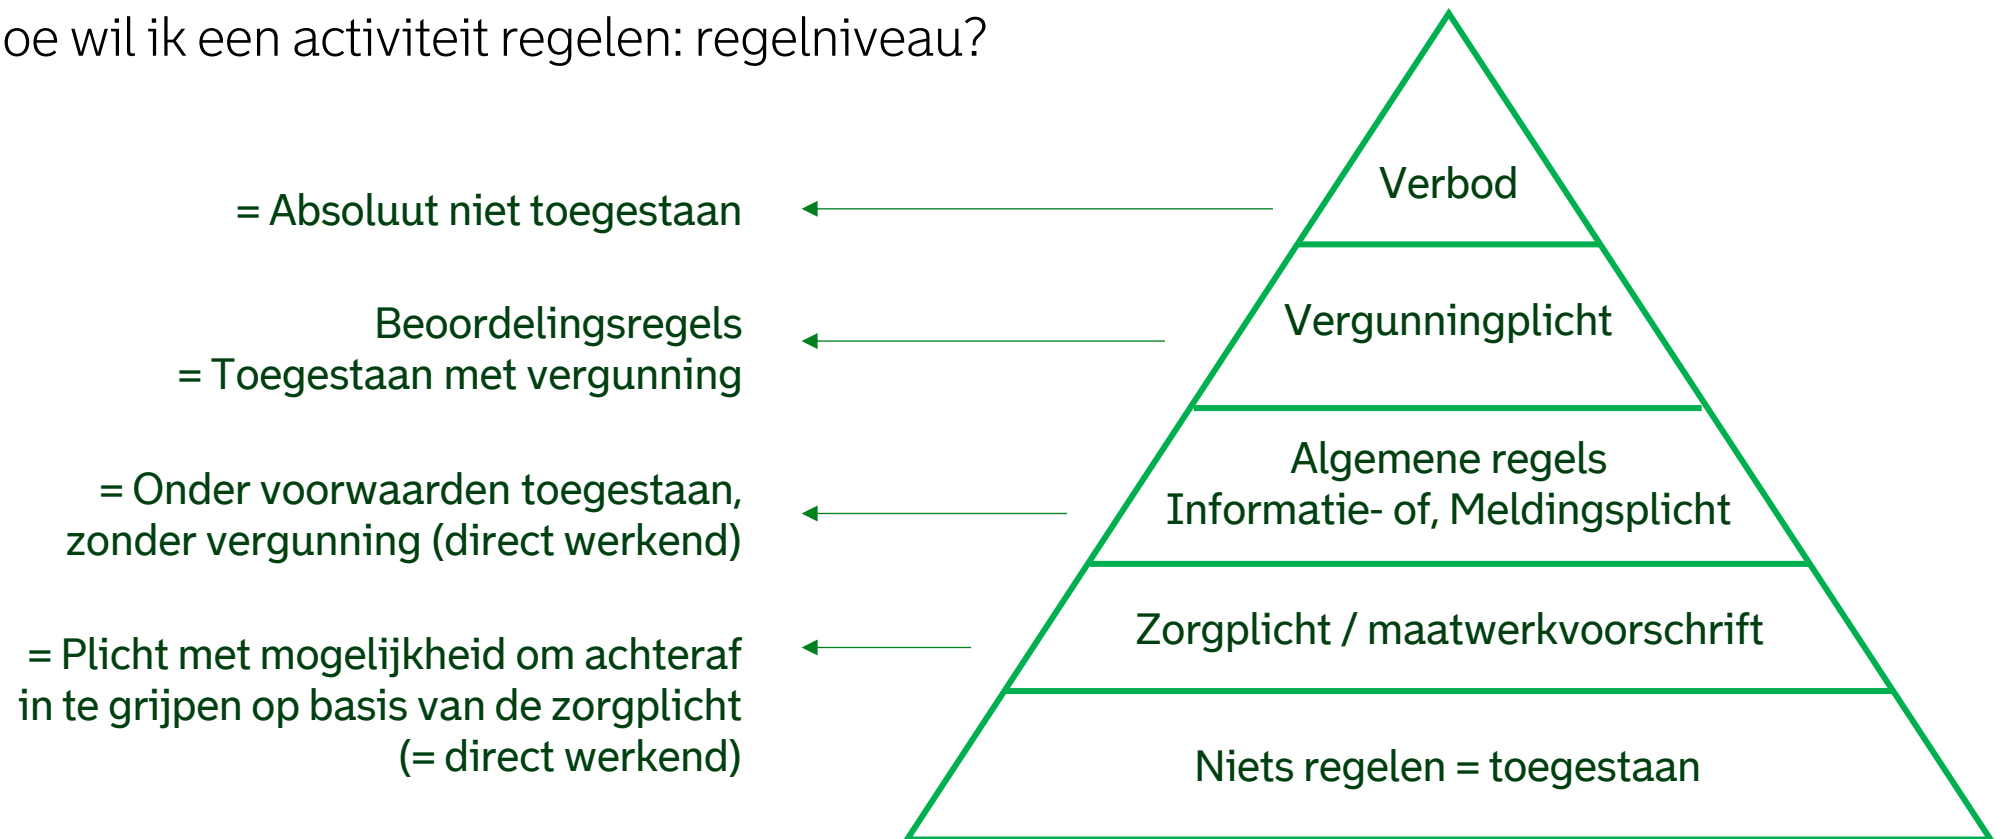 oe wil ik een activiteit regelen: regelniveau?
Verbod
= Absoluut niet toegestaan
Vergunningplicht
Beoordelingsregels
= Toegestaan met vergunning
Algemene regels
Informatie- of, Meldingsplicht
= Onder voorwaarden toegestaan,
zonder vergunning (direct werkend)
Zorgplicht / maatwerkvoorschrift
= Plicht met mogelijkheid om achteraf
in te grijpen op basis van de zorgplicht
(= direct werkend)
Niets regelen = toegestaan